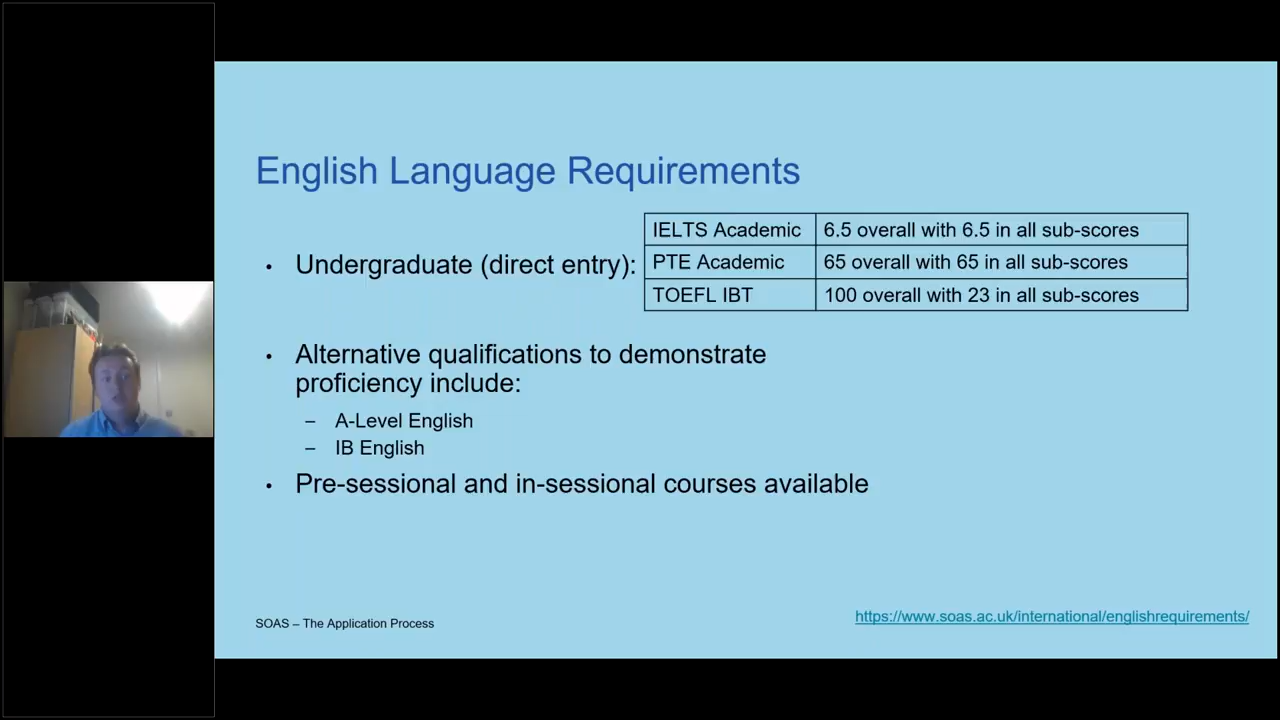 English Language Requirements
• Undergraduate (direct entry):
IELTS Academic 6.5 overall with 6.5 in all sub-scores
PTE Academic 65 overall with 65 in all sub-scores
TOEFL IBT 100 overall with 23 in all sub-scores
• Alternative qualifications to demonstrate
proficiency include:
– A-Level English
– IB English
• Pre-sessional and in-sessional courses available
SOAS – The Application Process
https://www.soas.ac.uk/international/englishrequirements/